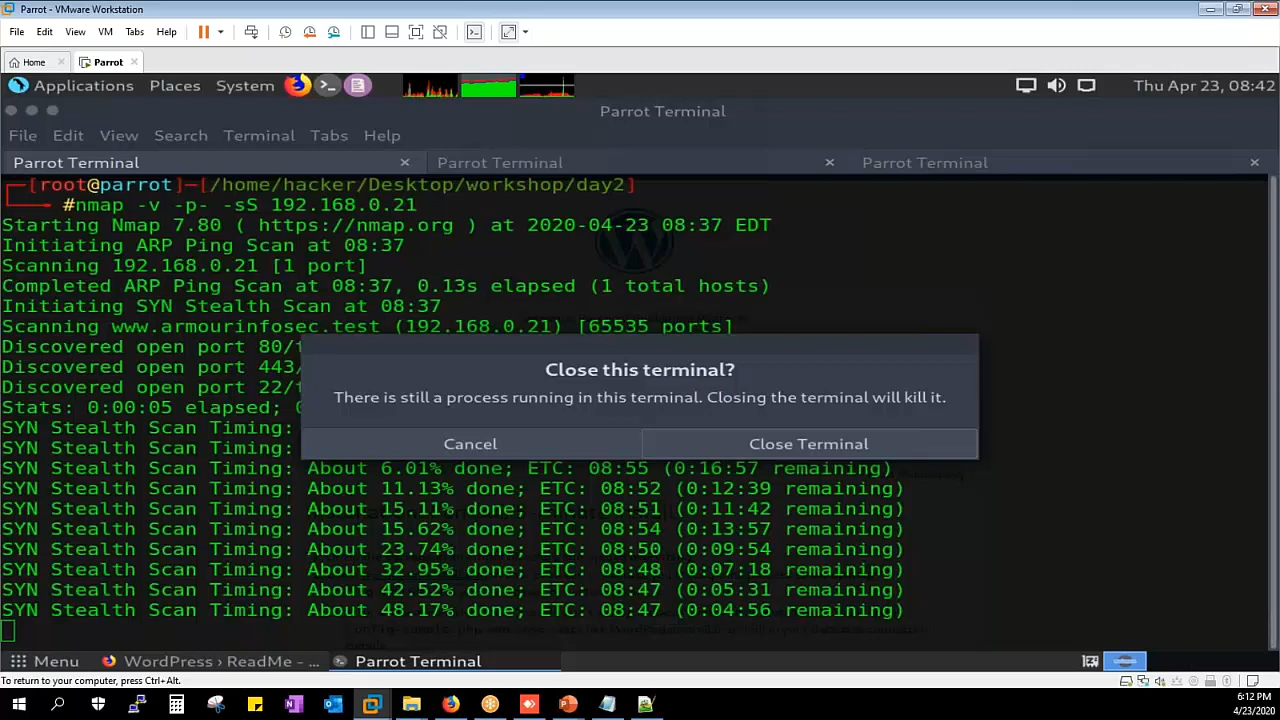 Parrot - VMware Workstation
File Edit View VM Tabs Help
Home Parrot
Applications Places System Thu Apr 23, 08:42
Parrot Terminal
File Edit View Search Terminal Tabs Help
Parrot Terminal Parrot Terminal Parrot Terminal
[root@parrot]─[/home/hacker/Desktop/workshop/day2]
#nmap -v -p- -sS 192.168.0.21
Starting Nmap 7.80 ( https://nmap.org ) at 2020-04-23 08:37 EDT
Initiating ARP Ping Scan at 08:37
Scanning 192.168.0.21 [1 port]
Completed ARP Ping Scan at 08:37, 0.13s elapsed (1 total hosts)
Initiating SYN Stealth Scan at 08:37
Scanning www.armourinfosec.test (192.168.0.21) [65535 ports]
Discovered open port 80/
Discovered open port 443/
Discovered open port 22/
Stats: 0:00:05 elapsed;
SYN Stealth Scan Timing:
SYN Stealth Scan Timing:
Close this terminal?
There is still a process running in this terminal. Closing the terminal will kill it.
Cancel Close Terminal
SYN Stealth Scan Timing: About 6.01% done; ETC: 08:55 (0:16:57 remaining)
SYN Stealth Scan Timing: About 11.13% done; ETC: 08:52 (0:12:39 remaining)
SYN Stealth Scan Timing: About 15.11% done; ETC: 08:51 (0:11:42 remaining)
SYN Stealth Scan Timing: About 15.62% done; ETC: 08:54 (0:13:57 remaining)
SYN Stealth Scan Timing: About 23.74% done; ETC: 08:50 (0:09:54 remaining)
SYN Stealth Scan Timing: About 32.95% done; ETC: 08:48 (0:07:18 remaining)
SYN Stealth Scan Timing: About 42.52% done; ETC: 08:47 (0:05:31 remaining)
SYN Stealth Scan Timing: About 48.17% done; ETC: 08:47 (0:04:56 remaining)
Menu WordPress › ReadMe – ... Parrot Terminal
To return to your computer, press Ctrl+Alt.
6:12 PM
4/23/2020